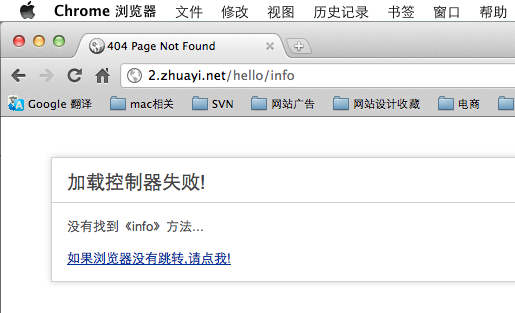 Chrome 浏览器 文件 修改 视图 历史记录 书签 窗口 帮助
404 Page Not Found
2.zhuayi.net/hello/info
Google 翻译 mac相关 SVN 网站广告 网站设计收藏 电商
加载控制器失败!
没有找到《info》方法...
如果浏览器没有跳转,请点我!